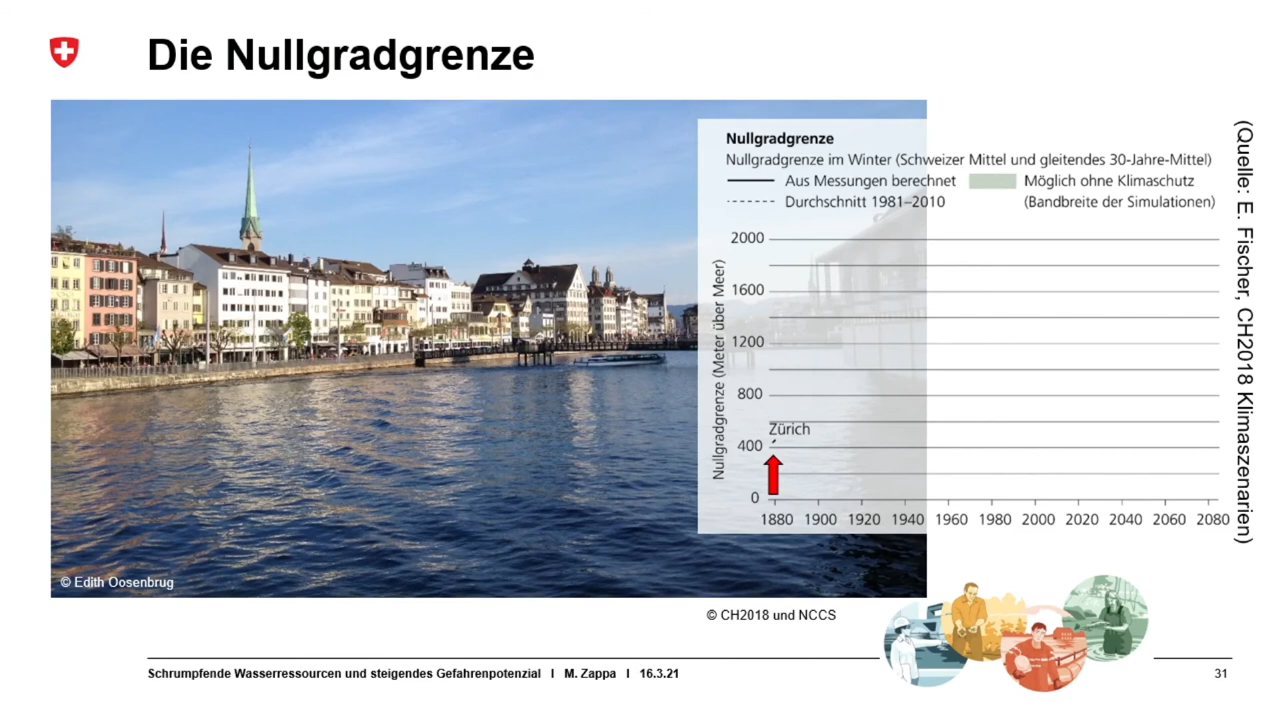 Die Nullgradgrenze
Nullgradgrenze
Nullgradgrenze im Winter (Schweizer Mittel und gleitendes 30-Jahre-Mittel)
Aus Messungen berechnet
Möglich ohne Klimaschutz
Durchschnitt 1981–2010
(Bandbreite der Simulationen)
Nullgradgrenze (Meter über Meer)
2000
1600
1200
800
400
0
Zürich
1880 1900 1920 1940 1960 1980 2000 2020 2040 2060 2080
(Quelle: E. Fischer, CH2018 Klimaszenarien)
© Edith Oosenbrug
© CH2018 und NCCS
Schrumpfende Wasserressourcen und steigendes Gefahrenpotenzial I M. Zappa I 16.3.21
31